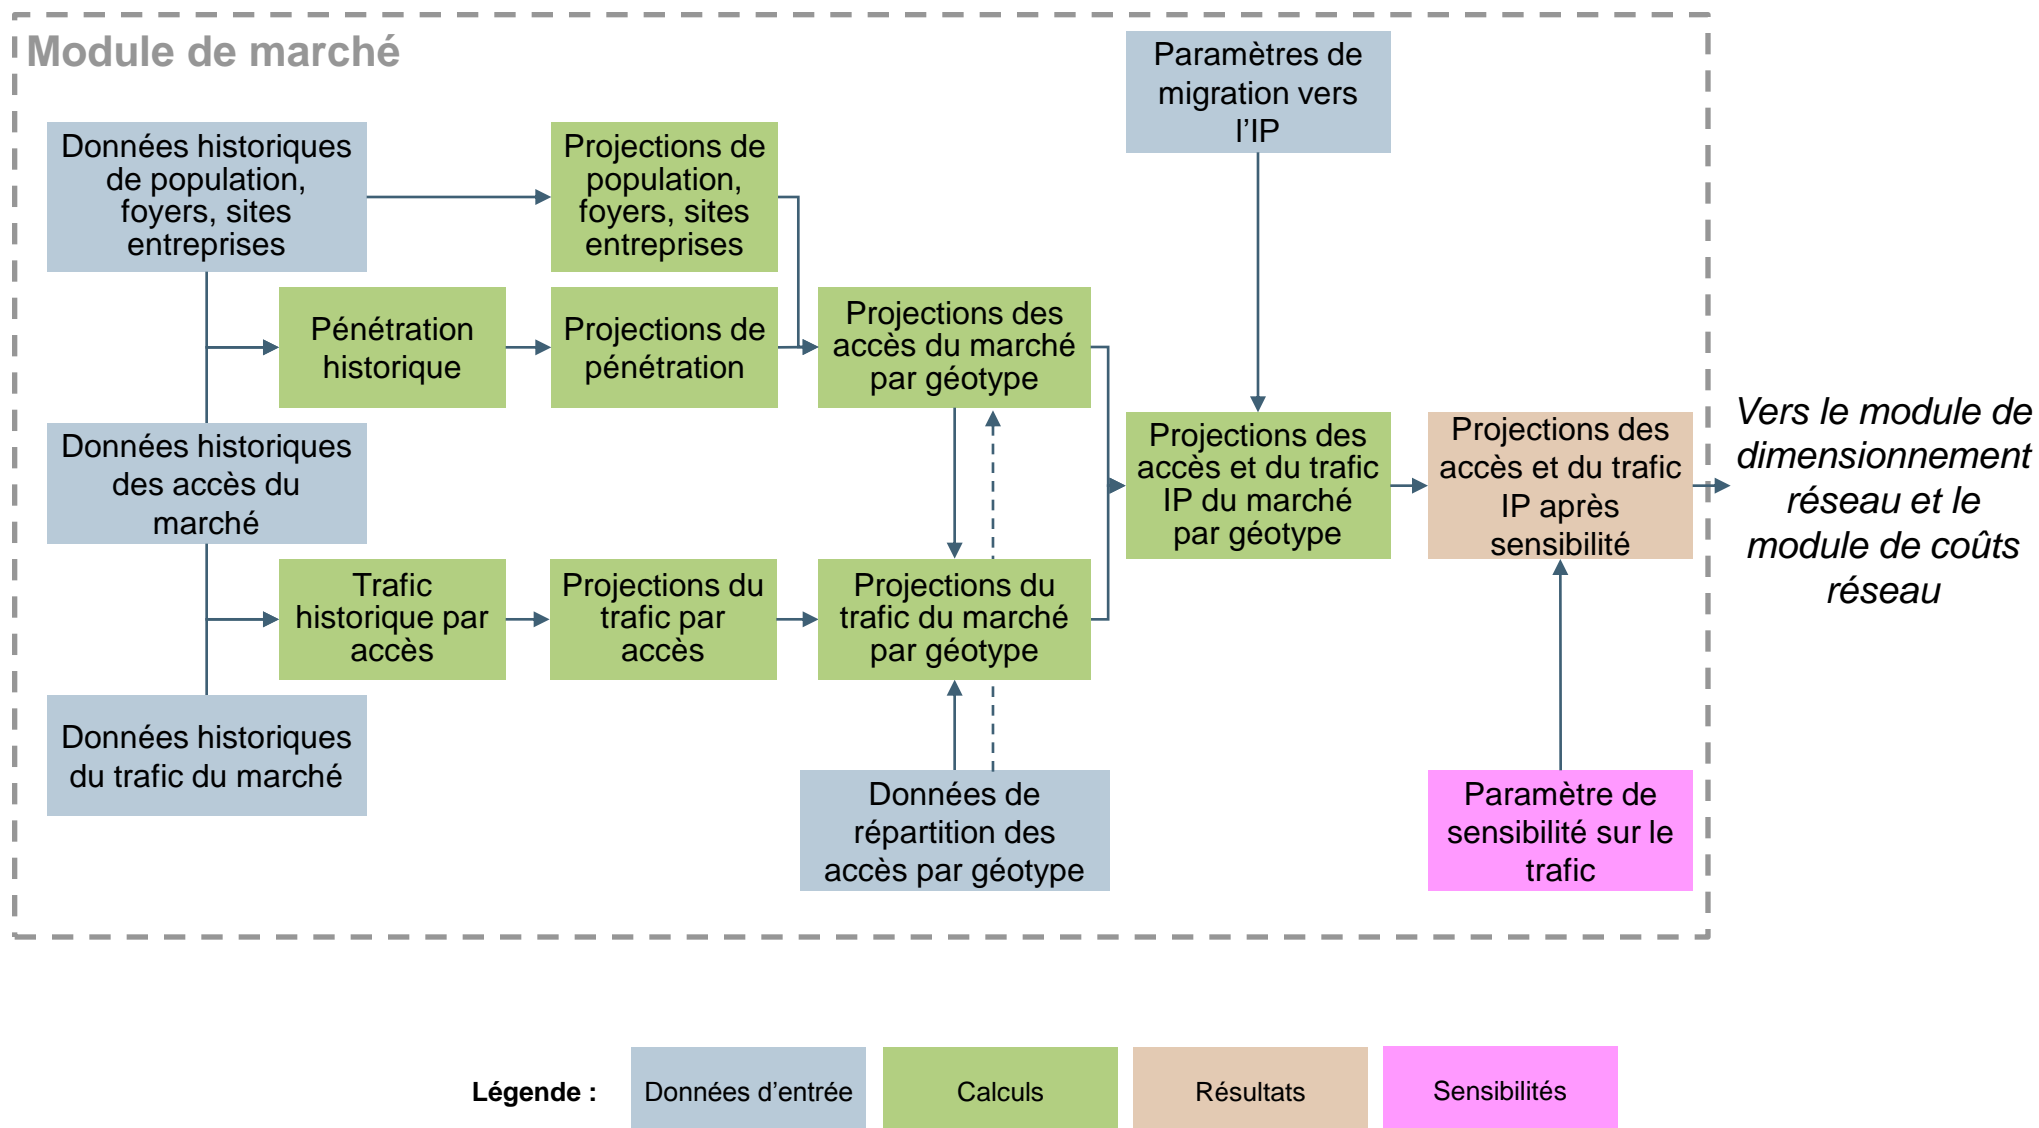 Module de marché
Paramètres de
migration vers
l’IP
Données historiques
de population,
foyers, sites
entreprises
Projections de
population,
foyers, sites
entreprises
Pénétration
historique
Projections de
pénétration
Projections des
accès du marché
par géotype
Données historiques
des accès du
marché
Projections des
accès et du trafic
IP du marché
par géotype
Projections des
accès et du trafic
IP après
sensibilité
Vers le module de
dimensionnement
réseau et le
module de coûts
réseau
Trafic
historique par
accès
Projections du
trafic par
accès
Projections du
trafic du marché
par géotype
Données historiques
du trafic du marché
Données de
répartition des
accès par géotype
Paramètre de
sensibilité sur le
trafic
Légende :
Données d’entrée
Calculs
Résultats
Sensibilités